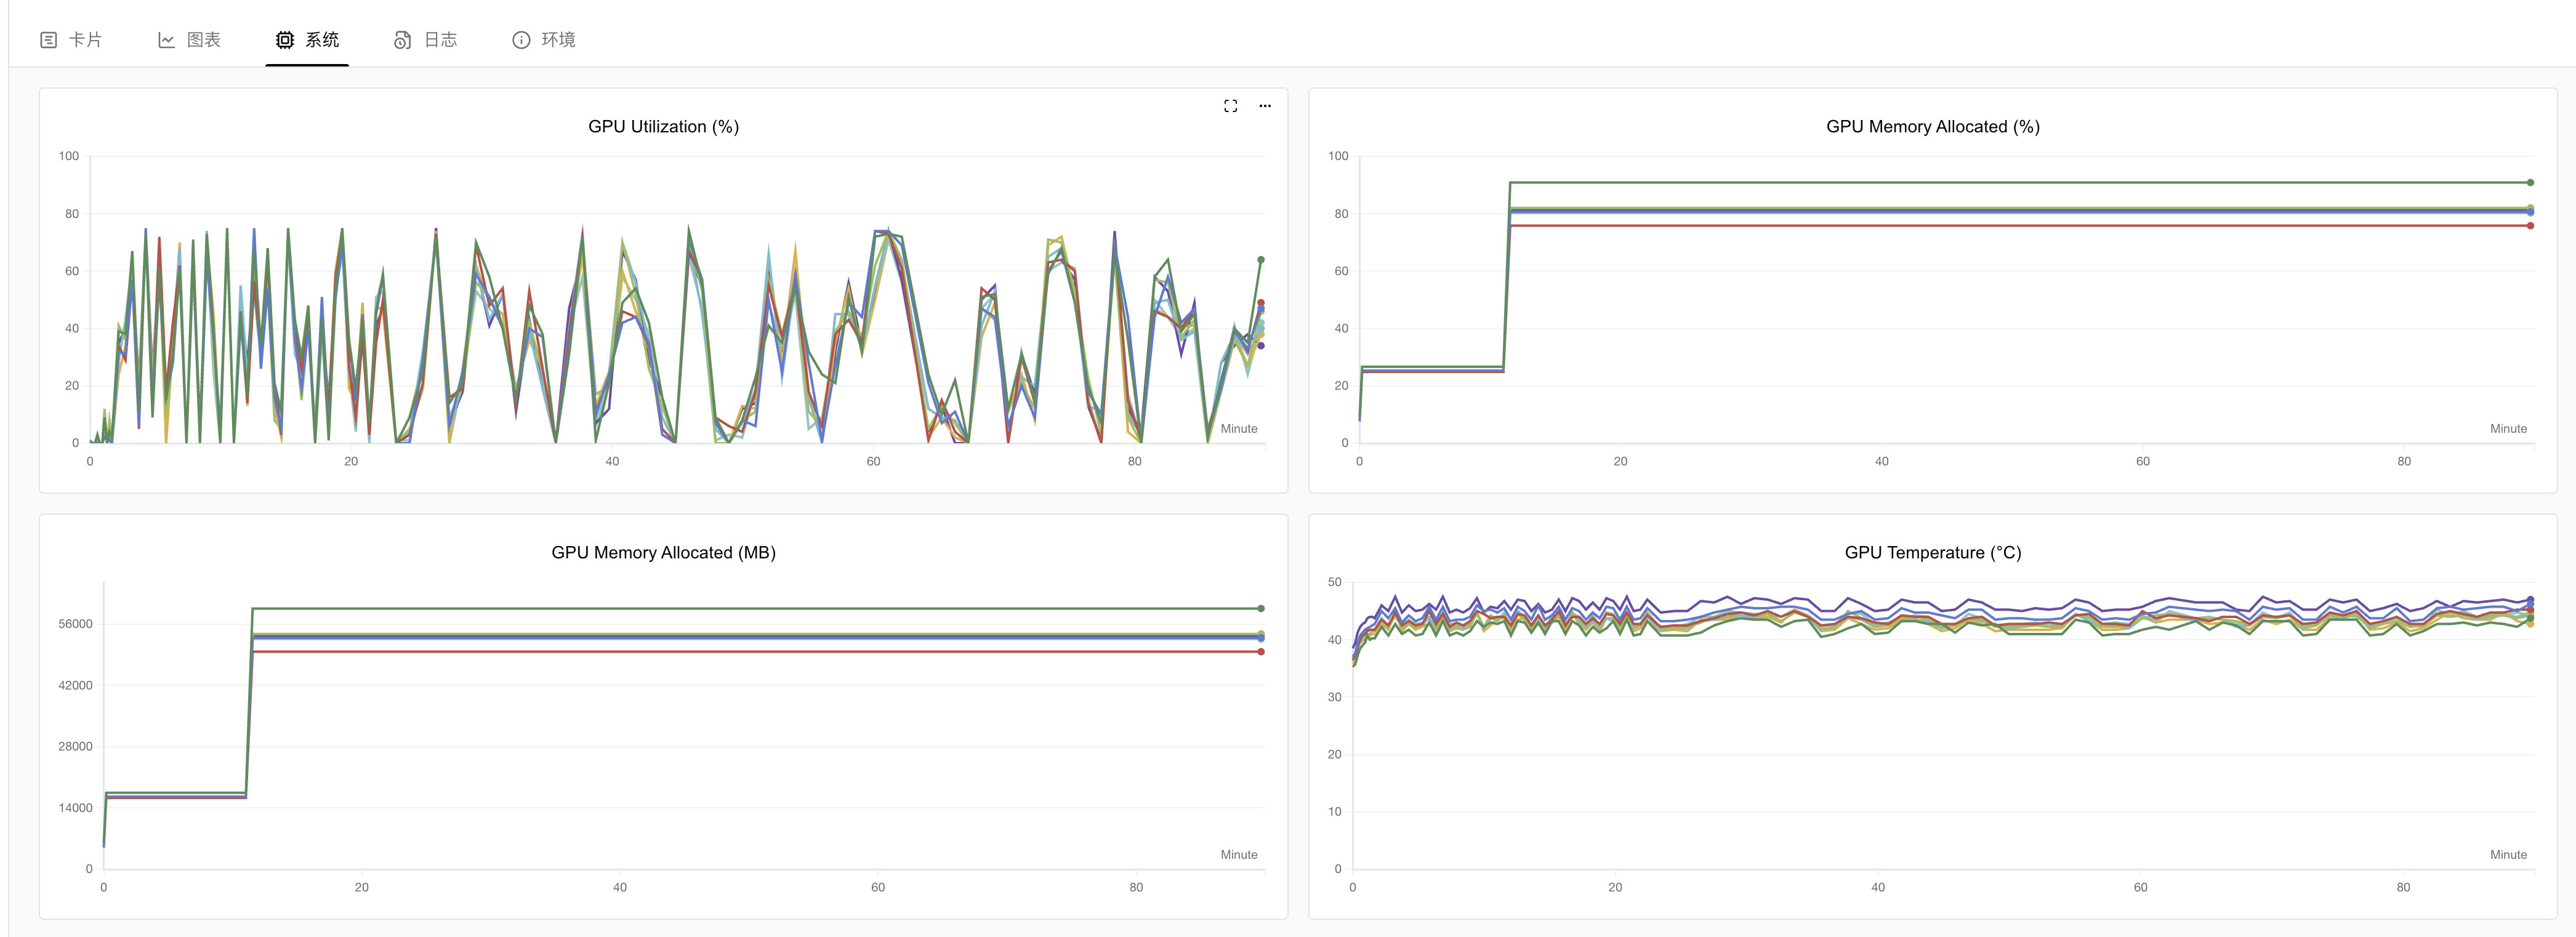 卡片 图表 系统 日志 环境
GPU Utilization (%)
100
80
60
40
20
0
Minute
0 20 40 60 80
GPU Memory Allocated (%)
100
80
60
40
20
0
Minute
0 20 40 60 80
GPU Memory Allocated (MB)
56000
42000
28000
14000
0
Minute
0 20 40 60 80
GPU Temperature (°C)
50
40
30
20
10
0
Minute
0 20 40 60 80